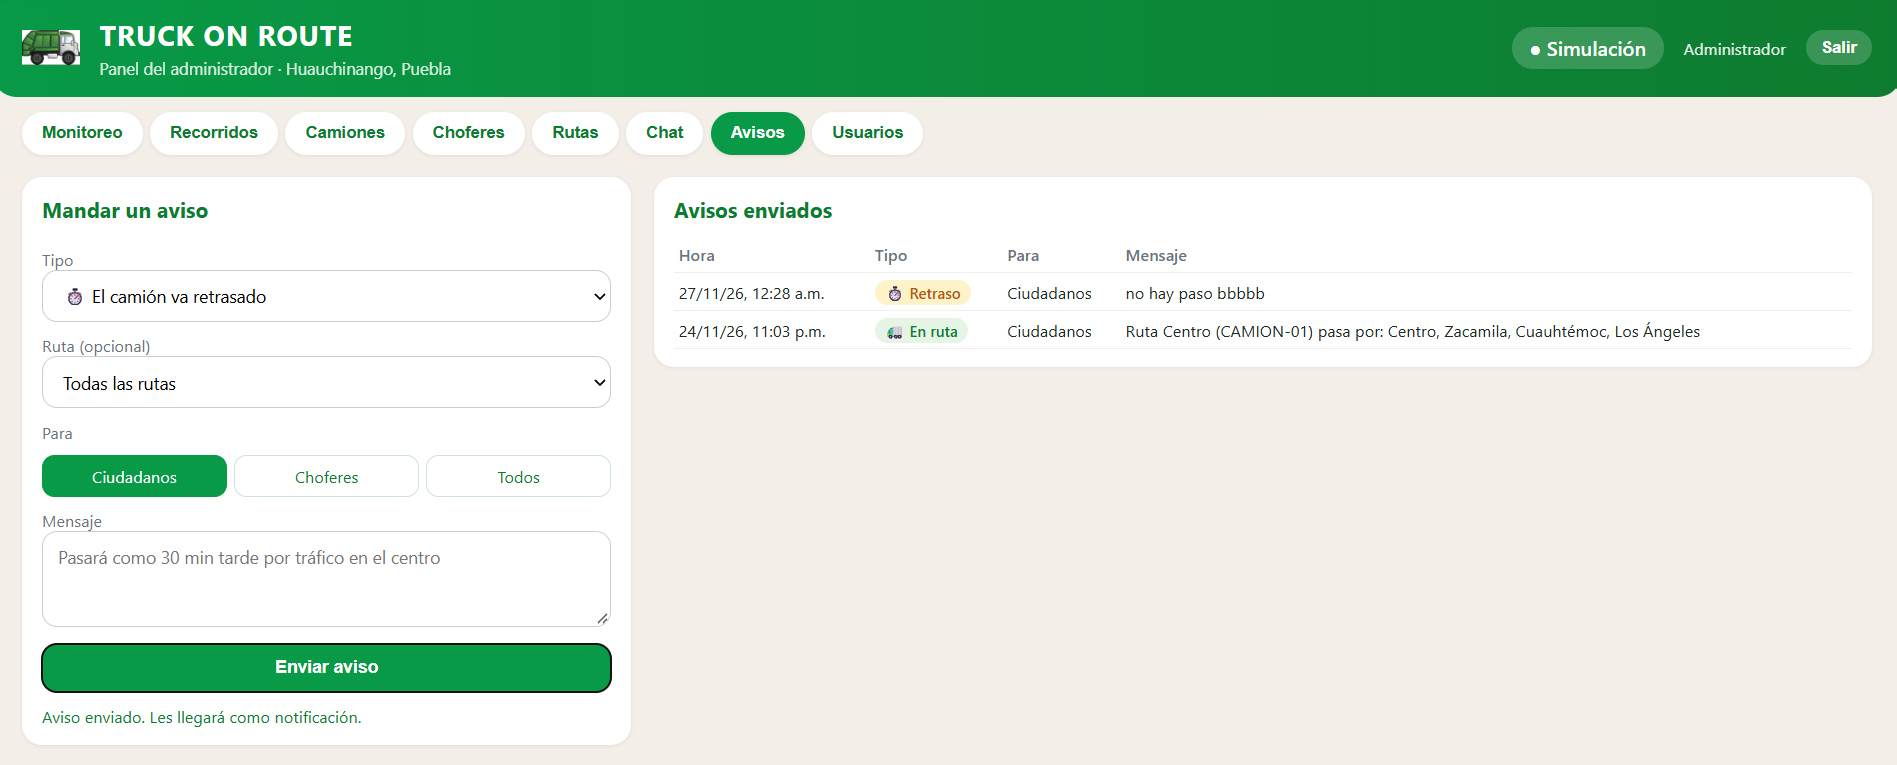 TRUCK ON ROUTE
Panel del administrador · Huauchinango, Puebla
● Simulación
Administrador
Salir
Monitoreo
Recorridos
Camiones
Choferes
Rutas
Chat
Avisos
Usuarios
Mandar un aviso
Tipo
El camión va retrasado
Ruta (opcional)
Todas las rutas
Para
Ciudadanos
Choferes
Todos
Mensaje
Pasará como 30 min tarde por tráfico en el centro
Enviar aviso
Aviso enviado. Les llegará como notificación.
Avisos enviados
Hora Tipo Para Mensaje
27/11/26, 12:28 a.m. Retraso Ciudadanos no hay paso bbbbb
24/11/26, 11:03 p.m. En ruta Ciudadanos Ruta Centro (CAMION-01) pasa por: Centro, Zacamila, Cuauhtémoc, Los Ángeles